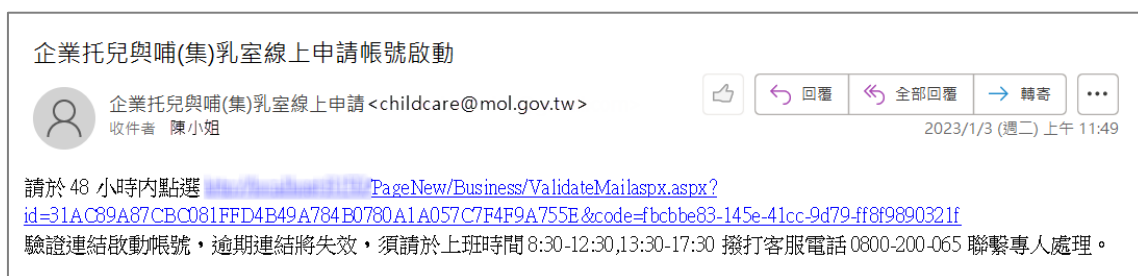 企業托兒與哺(集)乳室線上申請帳號啟動
企業托兒與哺(集)乳室線上申請<childcare@mol.gov.tw>
回覆
全部回覆
轉寄
收件者 陳小姐
2023/1/3 (週二) 上午 11:49
請於 48 小時內點選 PageNew/Business/ValidateMailaspx.aspx?
id=31AC89A87CBC081FFD4B49A784B0780A1A057C7F4F9A755E&code=fbcbbe83-145e-41cc-9d79-ff8f9890321f
驗證連結啟動帳號，逾期連結將失效，須請於上班時間 8:30-12:30,13:30-17:30 撥打客服電話 0800-200-065 聯繫專人處理。